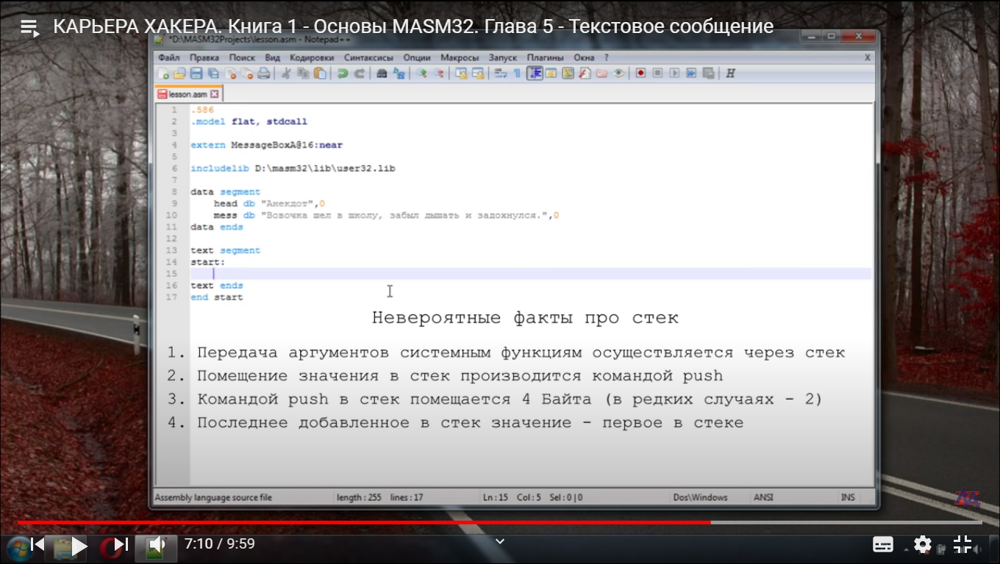 КАРЬЕРА ХАКЕРА. Книга 1 - Основы MASM32. Глава 5 - Текстовое сообщение
*D:\MASM32Projects\lesson.asm - Notepad++
Файл Правка Поиск Вид Кодировки Синтаксисы Опции Макросы Запуск Плагины Окна ? X
lesson.asm
1 .586
2 .model flat, stdcall
3
4 extern MessageBoxA@16:near
5
6 includelib D:\masm32\lib\user32.lib
7
8 data segment
9 head db "Анекдот",0
10 mess db "Вовочка шел в школу, забыл дышать и задохнулся.",0
11 data ends
12
13 text segment
14 start:
15
16 text ends
17 end start
Невероятные факты про стек
1. Передача аргументов системным функциям осуществляется через стек
2. Помещение значения в стек производится командой push
3. Командой push в стек помещается 4 Байта (в редких случаях - 2)
4. Последнее добавленное в стек значение - первое в стеке
Assembly language source file length : 255 lines : 17 Ln : 15 Col : 5 Sel : 0 | 0 Dos\Windows ANSI INS
7:10 / 9:59